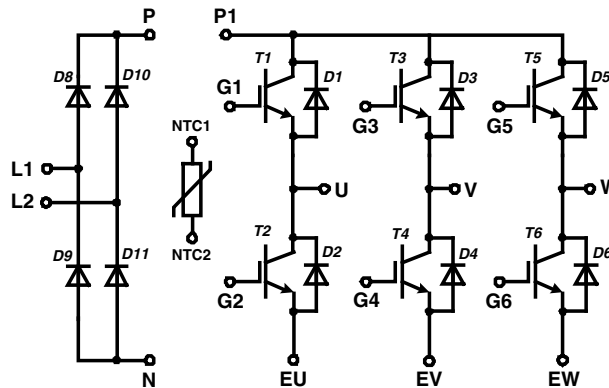 P P1
D8 D10 T1 D1 T3 D3 T5 D5
G1 G3 G5
NTC1
L1
L2
U V W
NTC2
D9 D11 T2 D2 T4 D4 T6 D6
G2 G4 G6
N EU EV EW